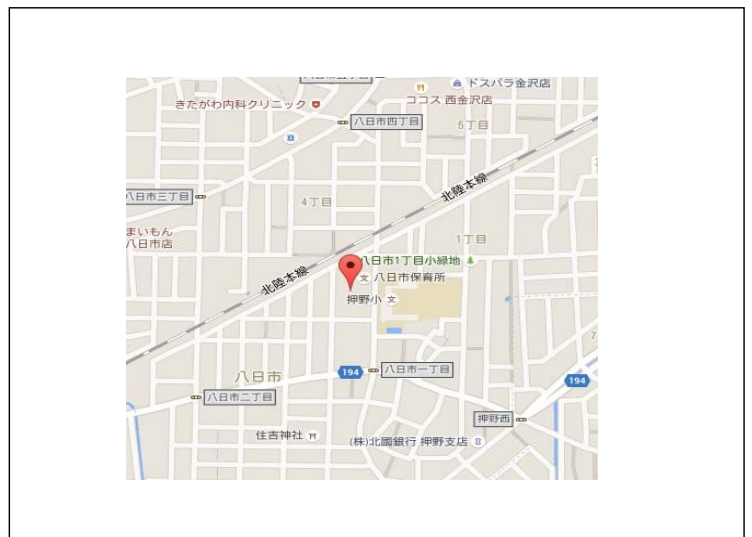 ドスパラ金沢店
きたがわ内科クリニック
ココス 西金沢店
八日市四丁目
5丁目
八日市三丁目
4丁目
北陸本線
まいもん
八日市店
1丁目
八日市1丁目小緑地
北陸本線
八日市保育所
押野小
194
八日市一丁目
八日市
194
八日市二丁目
押野西
住吉神社
(株)北國銀行 押野支店